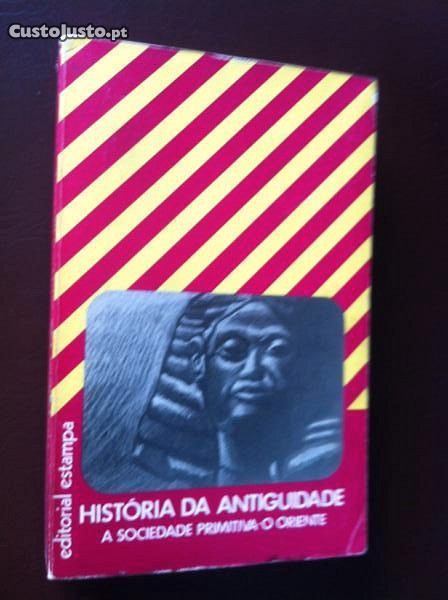 CustoJusto.pt
editorial estampa
HISTÓRIA DA ANTIGUIDADE
A SOCIEDADE PRIMITIVA-O ORIENTE